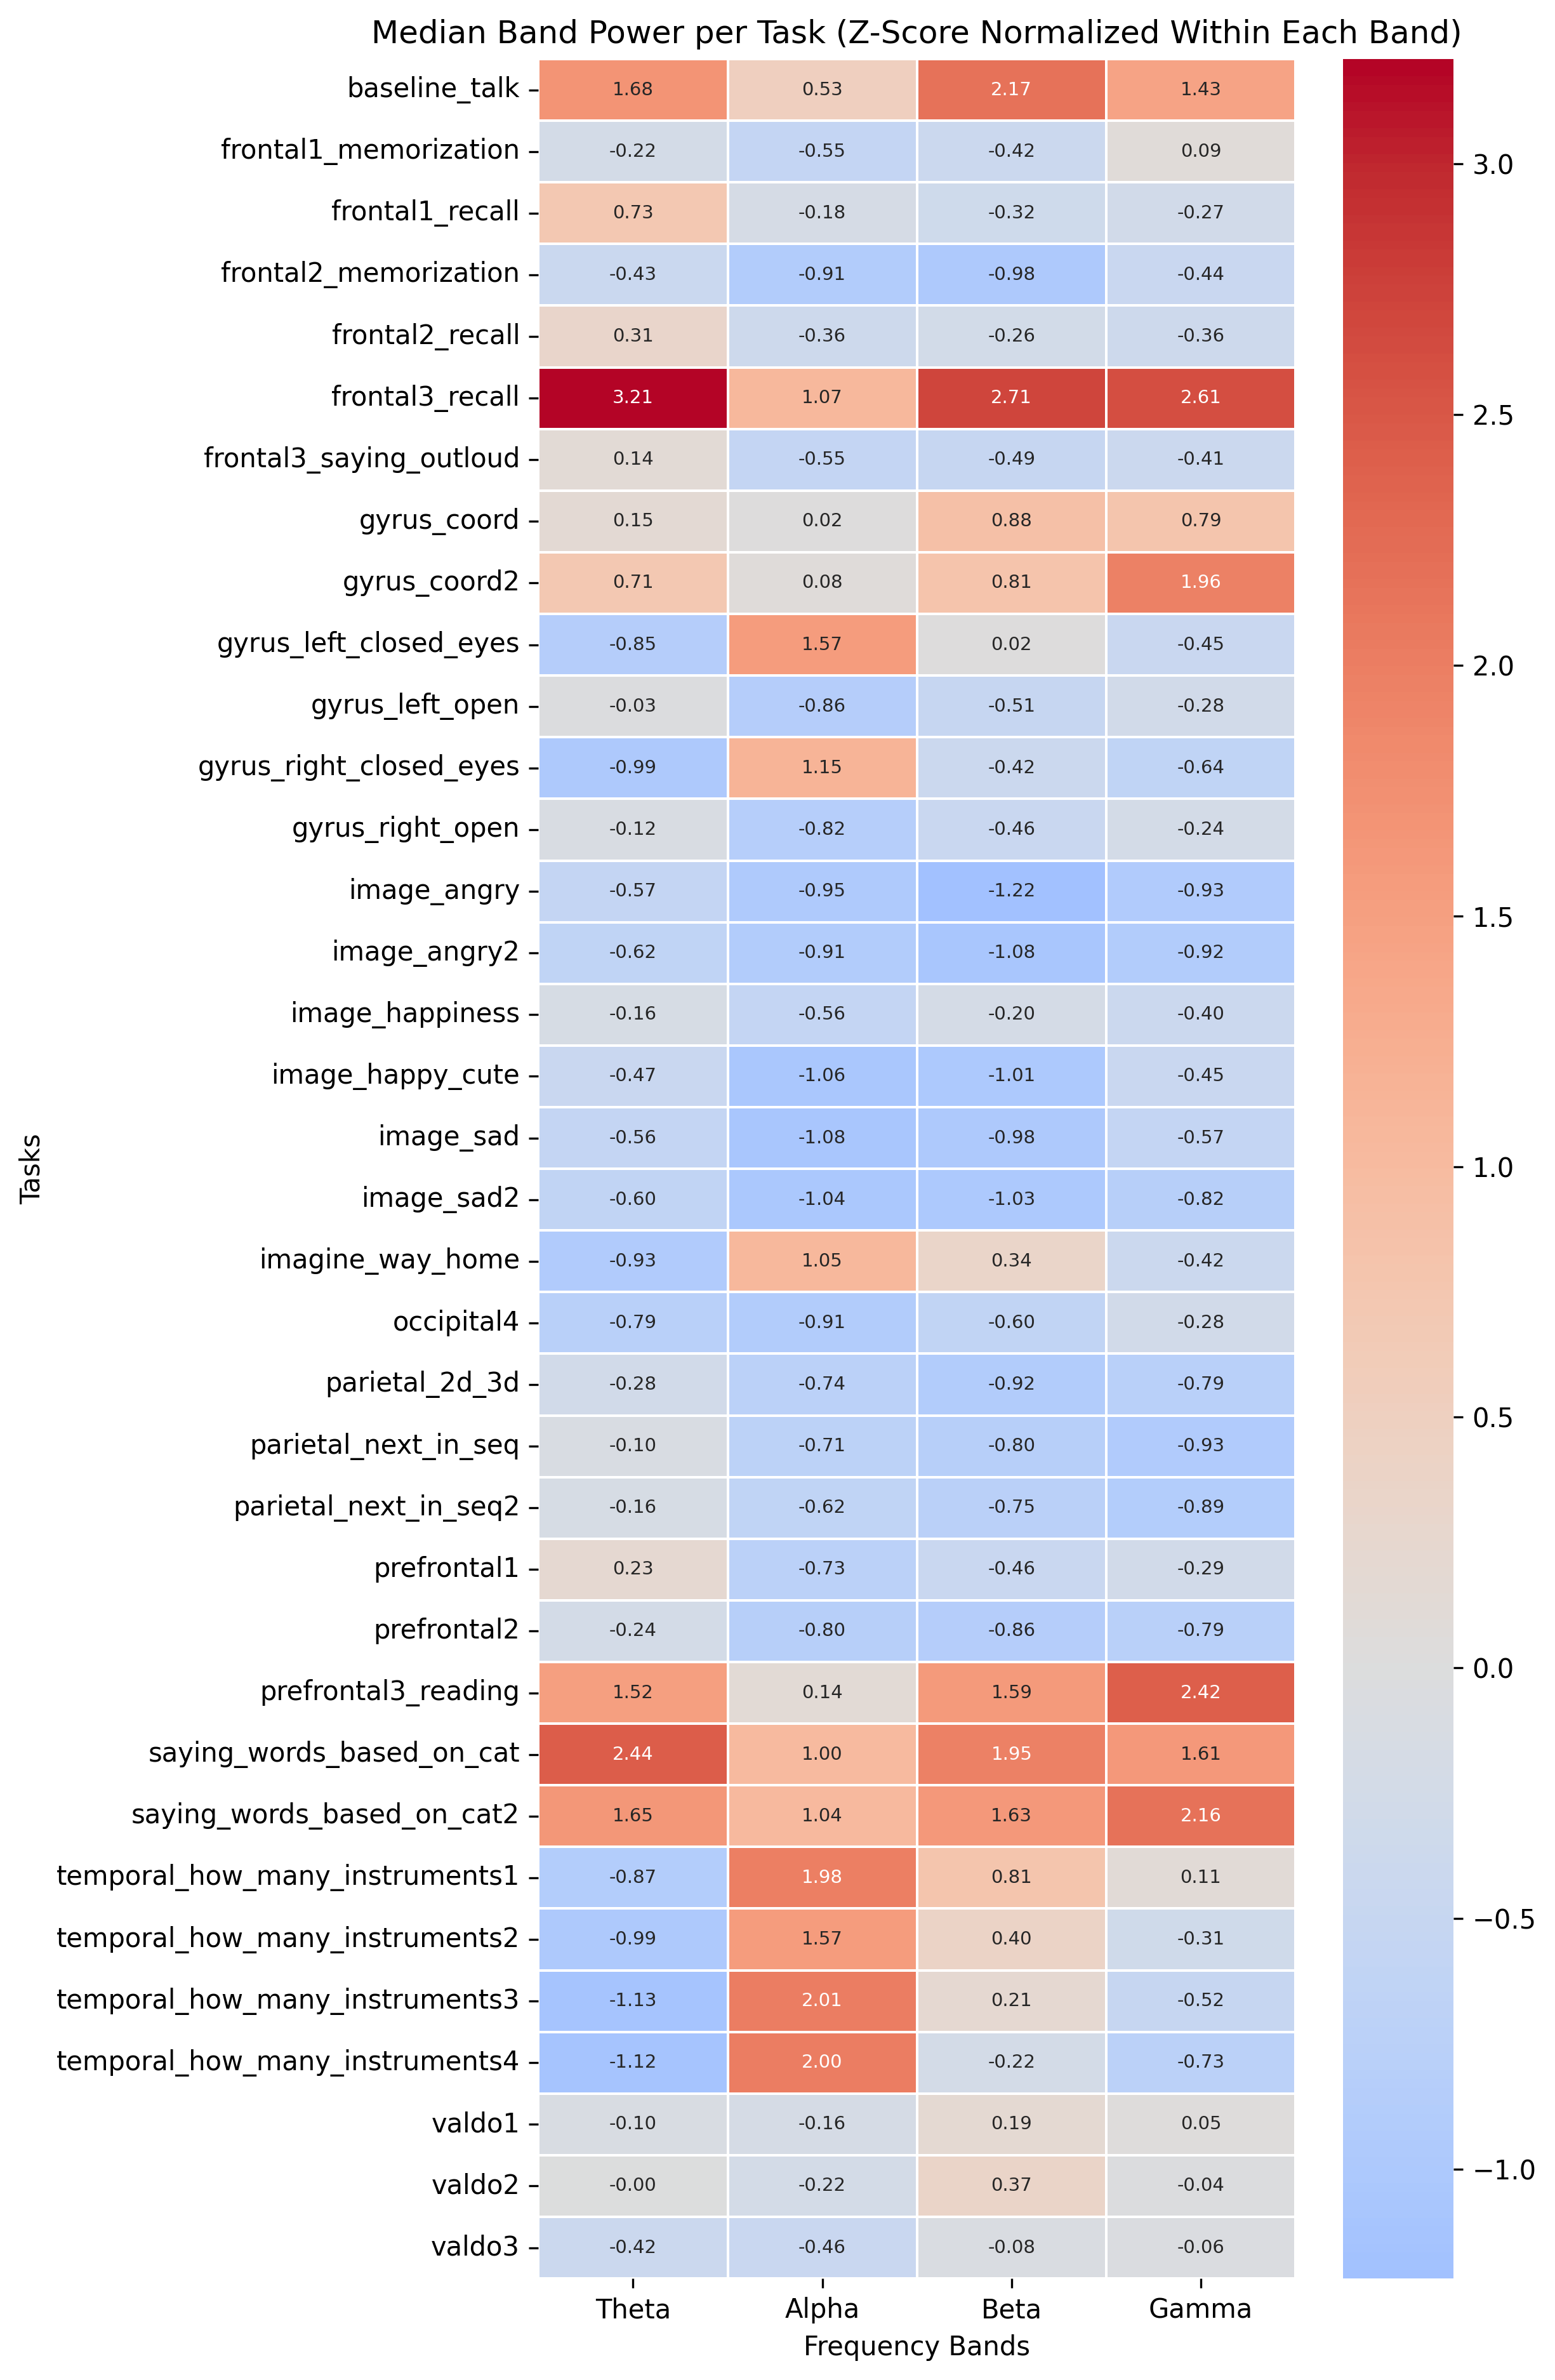 Median Band Power per Task (Z-Score Normalized Within Each Band)
baseline_talk 1.68 0.53 2.17 1.43
frontal1_memorization -0.22 -0.55 -0.42 0.09
frontal1_recall 0.73 -0.18 -0.32 -0.27
frontal2_memorization -0.43 -0.91 -0.98 -0.44
frontal2_recall 0.31 -0.36 -0.26 -0.36
frontal3_recall 3.21 1.07 2.71 2.61
frontal3_saying_outloud 0.14 -0.55 -0.49 -0.41
gyrus_coord 0.15 0.02 0.88 0.79
gyrus_coord2 0.71 0.08 0.81 1.96
gyrus_left_closed_eyes -0.85 1.57 0.02 -0.45
gyrus_left_open -0.03 -0.86 -0.51 -0.28
gyrus_right_closed_eyes -0.99 1.15 -0.42 -0.64
gyrus_right_open -0.12 -0.82 -0.46 -0.24
image_angry -0.57 -0.95 -1.22 -0.93
image_angry2 -0.62 -0.91 -1.08 -0.92
image_happiness -0.16 -0.56 -0.20 -0.40
image_happy_cute -0.47 -1.06 -1.01 -0.45
image_sad -0.56 -1.08 -0.98 -0.57
image_sad2 -0.60 -1.04 -1.03 -0.82
imagine_way_home -0.93 1.05 0.34 -0.42
occipital4 -0.79 -0.91 -0.60 -0.28
parietal_2d_3d -0.28 -0.74 -0.92 -0.79
parietal_next_in_seq -0.10 -0.71 -0.80 -0.93
parietal_next_in_seq2 -0.16 -0.62 -0.75 -0.89
prefrontal1 0.23 -0.73 -0.46 -0.29
prefrontal2 -0.24 -0.80 -0.86 -0.79
prefrontal3_reading 1.52 0.14 1.59 2.42
saying_words_based_on_cat 2.44 1.00 1.95 1.61
saying_words_based_on_cat2 1.65 1.04 1.63 2.16
temporal_how_many_instruments1 -0.87 1.98 0.81 0.11
temporal_how_many_instruments2 -0.99 1.57 0.40 -0.31
temporal_how_many_instruments3 -1.13 2.01 0.21 -0.52
temporal_how_many_instruments4 -1.12 2.00 -0.22 -0.73
valdo1 -0.10 -0.16 0.19 0.05
valdo2 -0.00 -0.22 0.37 -0.04
valdo3 -0.42 -0.46 -0.08 -0.06
Theta Alpha Beta Gamma
Frequency Bands
Tasks
3.0
2.5
2.0
1.5
1.0
0.5
0.0
−0.5
−1.0